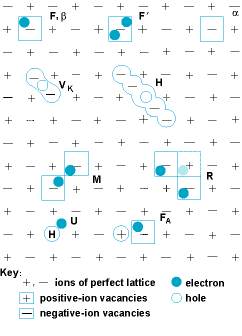 F, β F′ α
V_K H
M R
U F_A
H
Key:
+, — ions of perfect lattice
electron
+ positive-ion vacancies
hole
— negative-ion vacancies